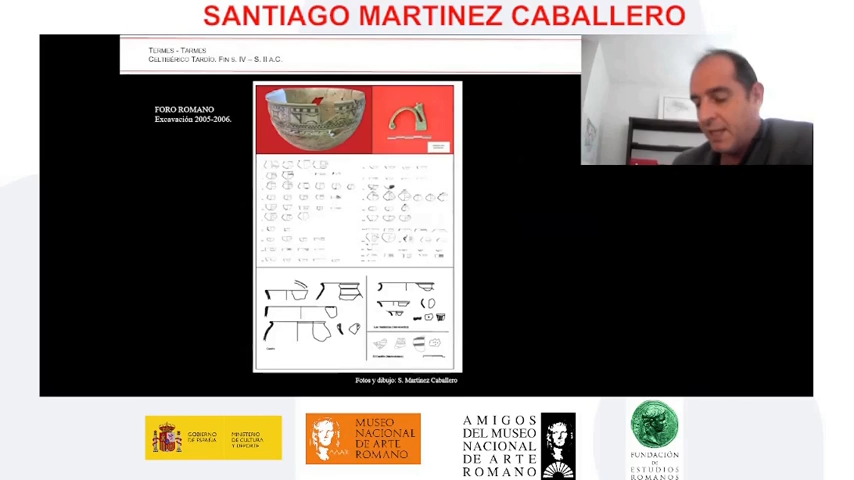 SANTIAGO MARTINEZ CABALLERO
TERMES - TARMES
CELTIBÉRICO TARDÍO. FIN S. IV – S. II A.C.
FORO ROMANO
Excavación 2005-2006.
Fotos y dibujo: S. Martínez Caballero
GOBIERNO
DE ESPAÑA
MINISTERIO
DE CULTURA
Y DEPORTE
MUSEO
NACIONAL
DE ARTE
ROMANO
AMIGOS
DEL MUSEO
NACIONAL
DE ARTE
ROMANO
FUNDACIÓN
DE
ESTUDIOS
ROMANOS